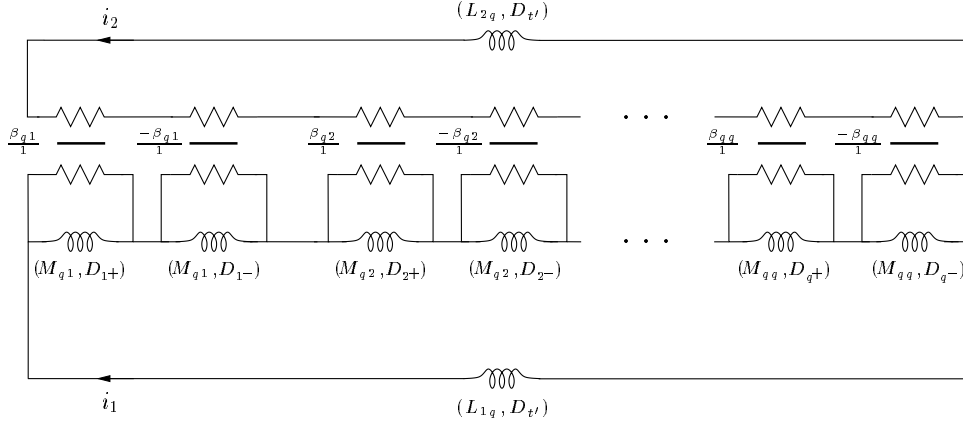 (L_{2q}, D_{t'})
i_2
β_{q1}/1 −β_{q1}/1 β_{q2}/1 −β_{q2}/1 · · · β_{qq}/1 −β_{qq}/1
· · ·
(M_{q1}, D_{1+}) (M_{q1}, D_{1−}) (M_{q2}, D_{2+}) (M_{q2}, D_{2−}) (M_{qq}, D_{q+}) (M_{qq}, D_{q−})
i_1
(L_{1q}, D_{t'})